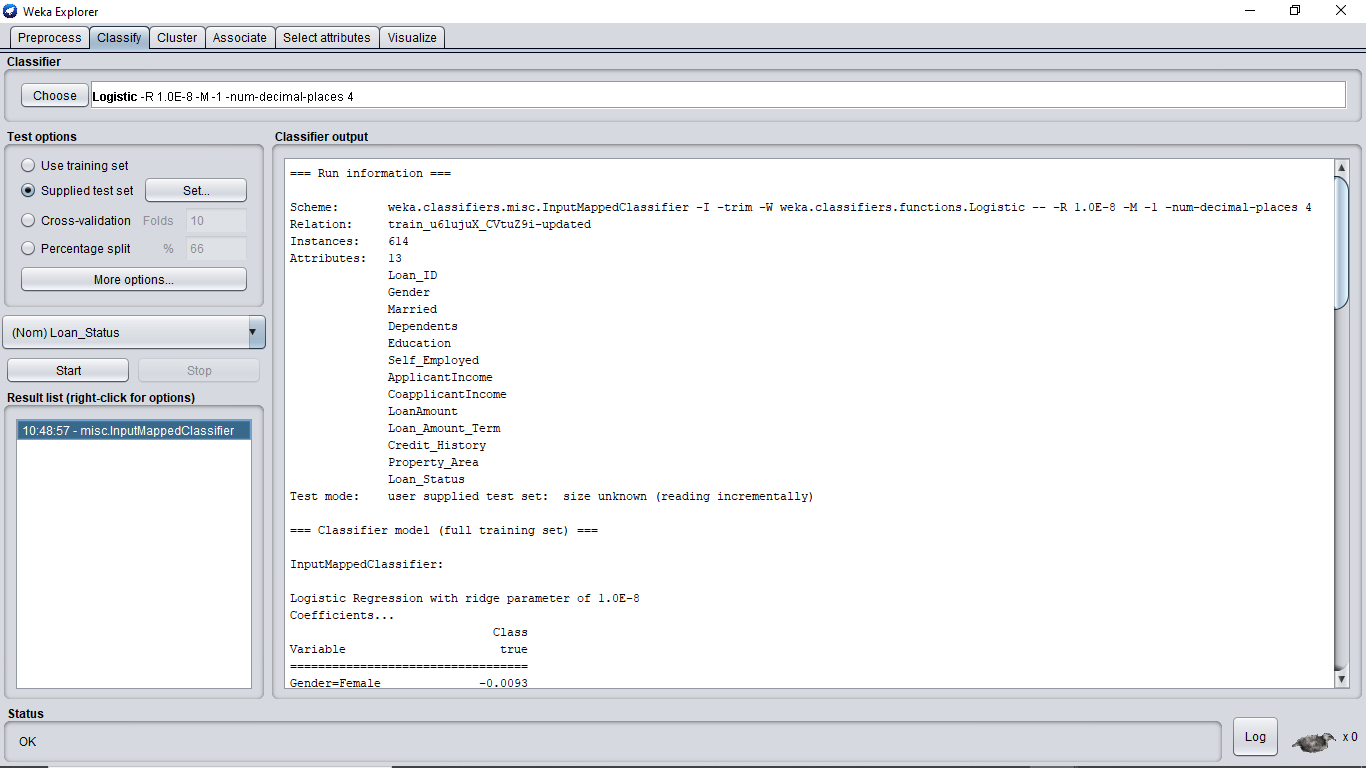 Weka Explorer
Preprocess Classify Cluster Associate Select attributes Visualize
Classifier
Choose Logistic -R 1.0E-8 -M -1 -num-decimal-places 4
Test options
Use training set
Supplied test set Set...
Cross-validation Folds 10
Percentage split % 66
More options...
(Nom) Loan_Status
Start Stop
Result list (right-click for options)
10:48:57 - misc.InputMappedClassifier
Classifier output
=== Run information ===
Scheme: weka.classifiers.misc.InputMappedClassifier -I -trim -W weka.classifiers.functions.Logistic -- -R 1.0E-8 -M -1 -num-decimal-places 4
Relation: train_u6lujuX_CVtuZ9i-updated
Instances: 614
Attributes: 13
Loan_ID
Gender
Married
Dependents
Education
Self_Employed
ApplicantIncome
CoapplicantIncome
LoanAmount
Loan_Amount_Term
Credit_History
Property_Area
Loan_Status
Test mode: user supplied test set: size unknown (reading incrementally)
=== Classifier model (full training set) ===
InputMappedClassifier:
Logistic Regression with ridge parameter of 1.0E-8
Coefficients...
Class
Variable true
==================================
Gender=Female -0.0093
Status
OK
Log
x 0